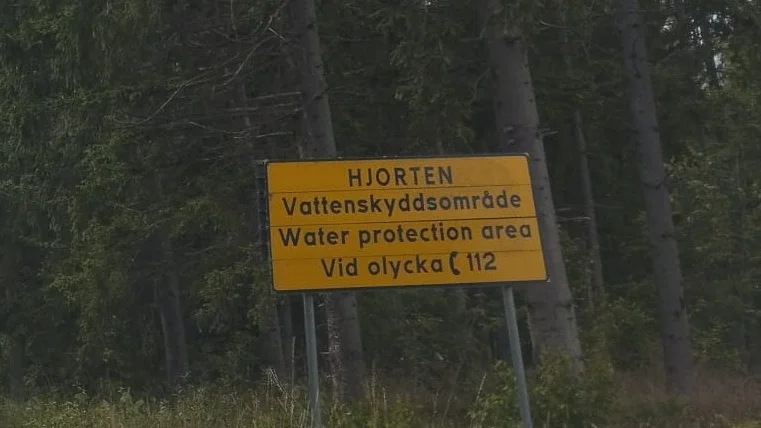 HJORTEN
Vattenskyddsområde
Water protection area
Vid olycka 112